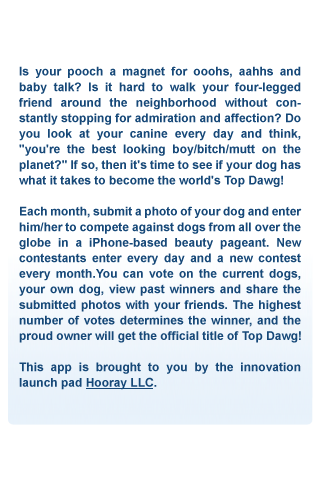 Is your pooch a magnet for ooohs, aahhs and
baby talk? Is it hard to walk your four-legged
friend around the neighborhood without con-
stantly stopping for admiration and affection? Do
you look at your canine every day and think,
"you're the best looking boy/bitch/mutt on the
planet?" If so, then it's time to see if your dog has
what it takes to become the world's Top Dawg!
Each month, submit a photo of your dog and enter
him/her to compete against dogs from all over the
globe in a iPhone-based beauty pageant. New
contestants enter every day and a new contest
every month.You can vote on the current dogs,
your own dog, view past winners and share the
submitted photos with your friends. The highest
number of votes determines the winner, and the
proud owner will get the official title of Top Dawg!
This app is brought to you by the innovation
launch pad Hooray LLC.